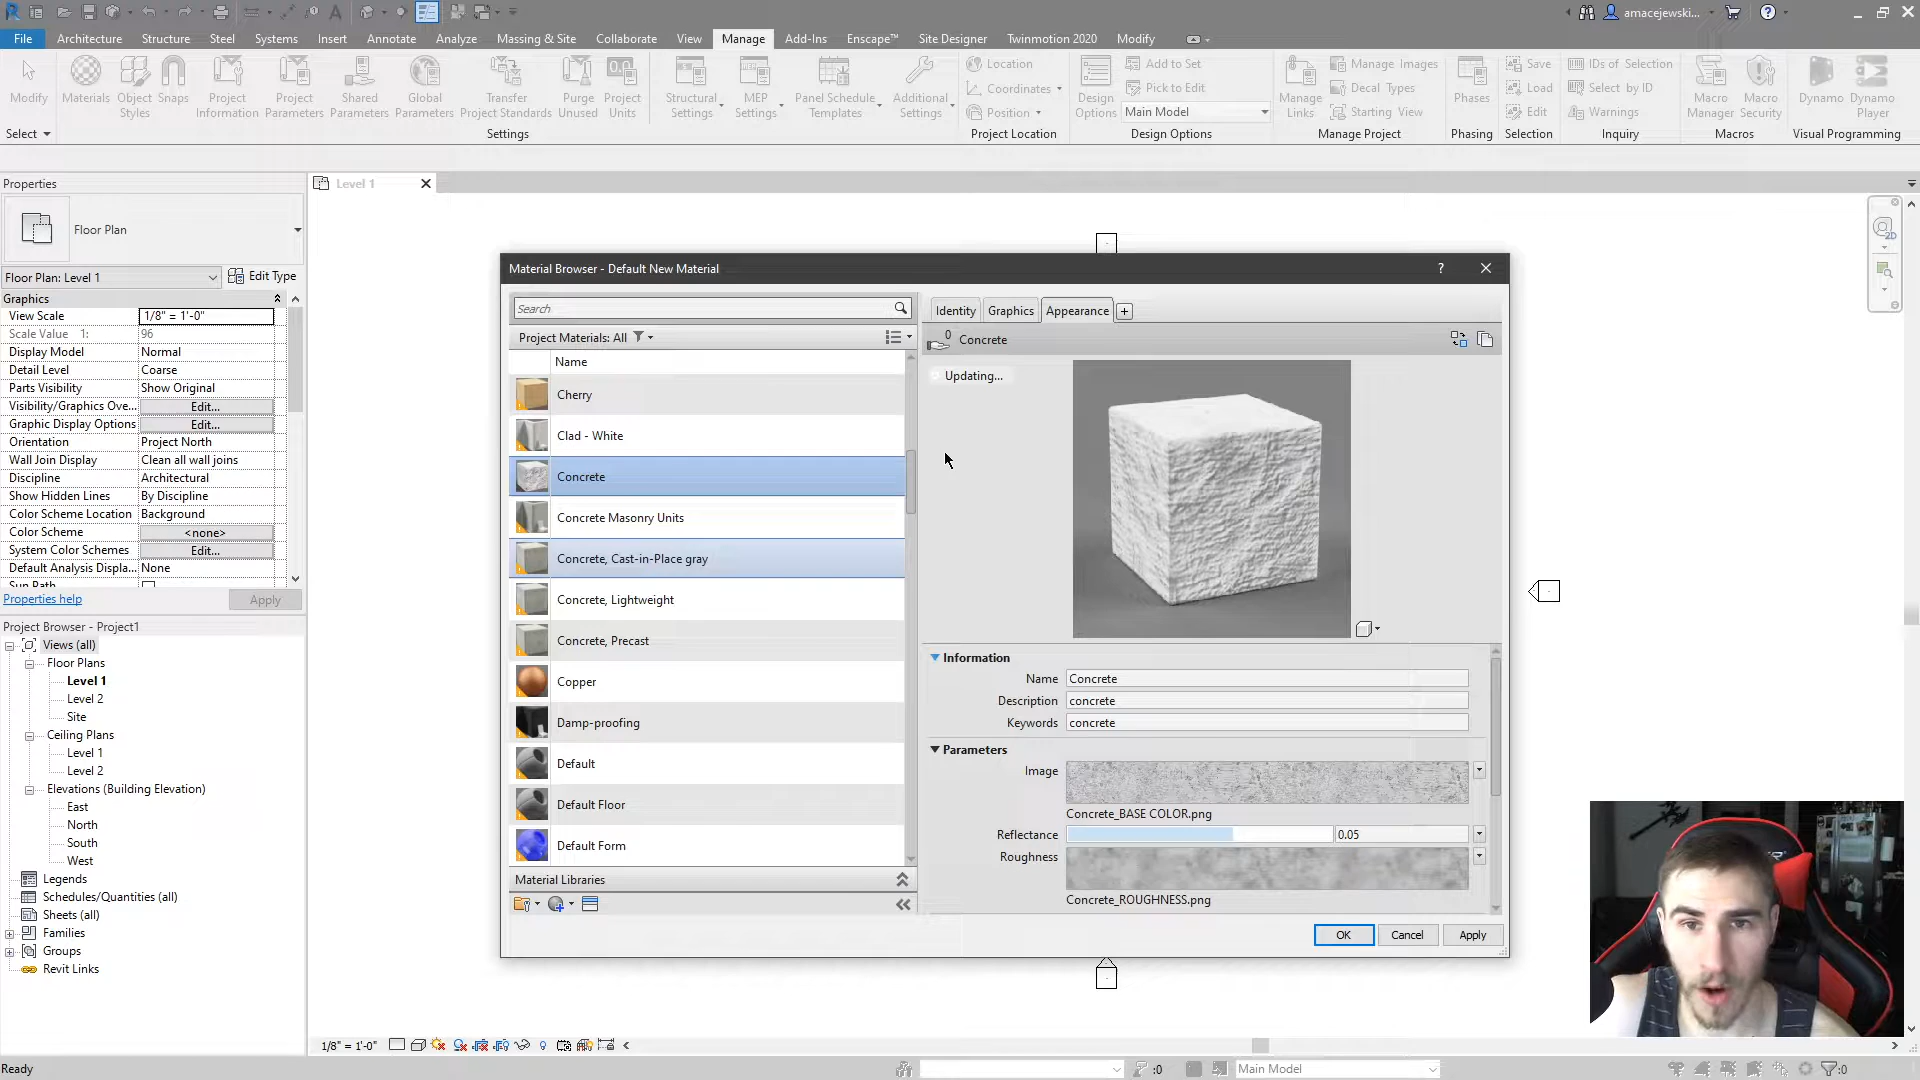 amacejewski...
File Architecture Structure Steel Systems Insert Annotate Analyze Massing & Site Collaborate View Manage Add-Ins Enscape™ Site Designer Twinmotion 2020 Modify
Modify
Materials
Object Styles
Snaps
Project Information
Project Parameters
Shared Parameters
Global Parameters
Transfer Project Standards
Purge Unused
Project Units
Structural Settings
MEP Settings
Panel Schedule Templates
Additional Settings
Location
Coordinates
Position
Design Options
Add to Set
Pick to Edit
Main Model
Manage Links
Manage Images
Decal Types
Starting View
Phases
Save
Load
Edit
IDs of Selection
Select by ID
Warnings
Macro Manager
Macro Security
Dynamo
Dynamo Player
Select Settings Project Location Design Options Manage Project Phasing Selection Inquiry Macros Visual Programming
Properties
Level 1
Floor Plan
Floor Plan: Level 1 Edit Type
Graphics
View Scale 1/8" = 1'-0"
Scale Value 1: 96
Display Model Normal
Detail Level Coarse
Parts Visibility Show Original
Visibility/Graphics Ove... Edit...
Graphic Display Options Edit...
Orientation Project North
Wall Join Display Clean all wall joins
Discipline Architectural
Show Hidden Lines By Discipline
Color Scheme Location Background
Color Scheme <none>
System Color Schemes Edit...
Default Analysis Displa... None
Sun Path
Properties help Apply
Project Browser - Project1
Views (all)
Floor Plans
Level 1
Level 2
Site
Ceiling Plans
Level 1
Level 2
Elevations (Building Elevation)
East
North
South
West
Legends
Schedules/Quantities (all)
Sheets (all)
Families
Groups
Revit Links
Material Browser - Default New Material
?
Search
Project Materials: All
Name
Cherry
Clad - White
Concrete
Concrete Masonry Units
Concrete, Cast-in-Place gray
Concrete, Lightweight
Concrete, Precast
Copper
Damp-proofing
Default
Default Floor
Default Form
Material Libraries
Identity Graphics Appearance +
0 Concrete
Updating...
Information
Name Concrete
Description concrete
Keywords concrete
Parameters
Image
Concrete_BASE COLOR.png
Reflectance 0.05
Roughness
Concrete_ROUGHNESS.png
OK Cancel Apply
2D
1/8" = 1'-0"
Ready
:0
Main Model
:0